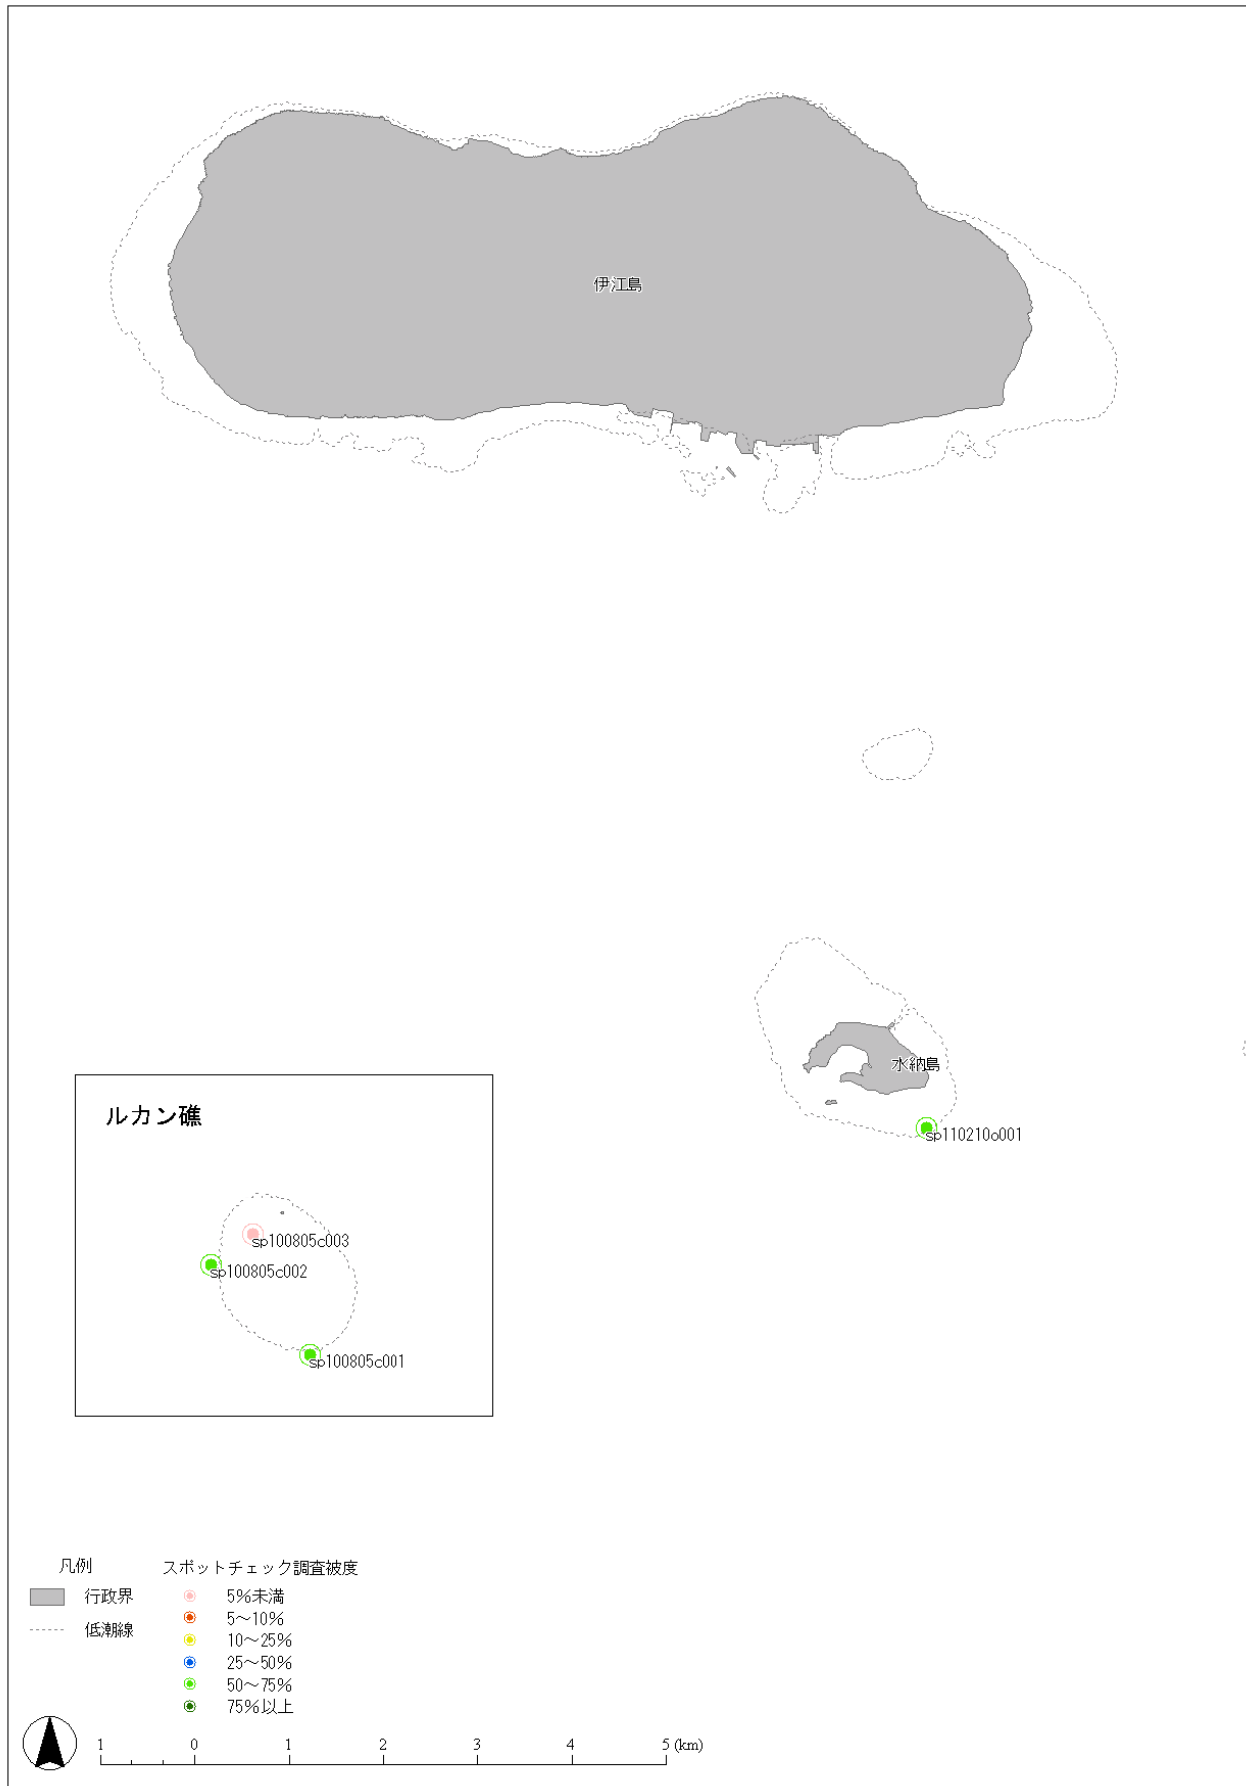 伊江島
水納島
sp110210o001
ルカン礁
sp100805c003
sp100805c002
sp100805c001
凡例
スポットチェック調査被度
行政界
5%未満
5～10%
低潮線
10～25%
25～50%
50～75%
75%以上
1 0 1 2 3 4 5 (km)